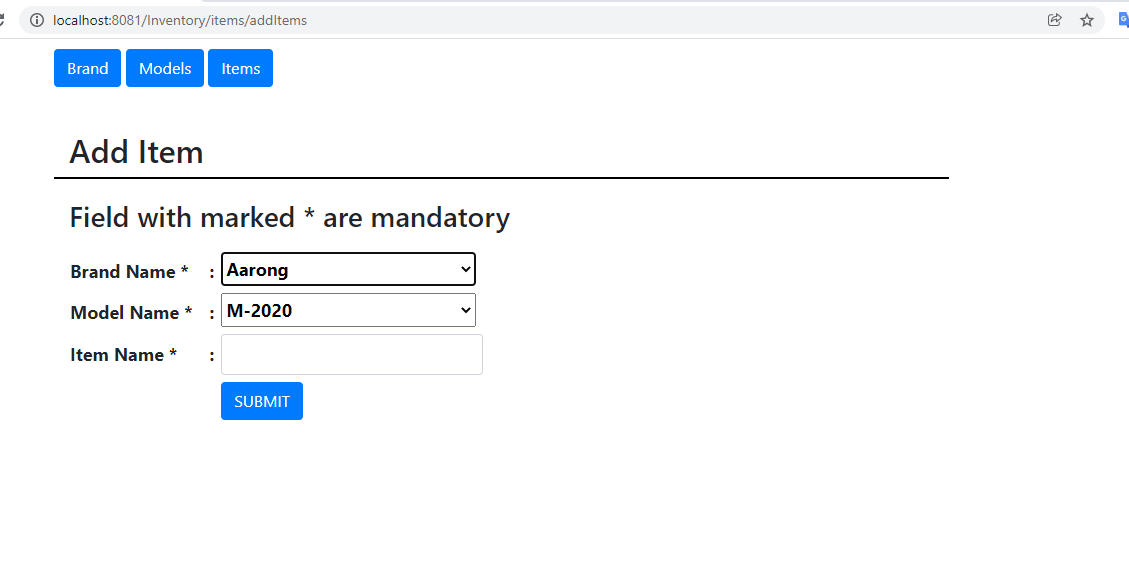 localhost:8081/Inventory/items/addItems
Brand Models Items
Add Item
Field with marked * are mandatory
Brand Name * : Aarong
Model Name * : M-2020
Item Name * :
SUBMIT